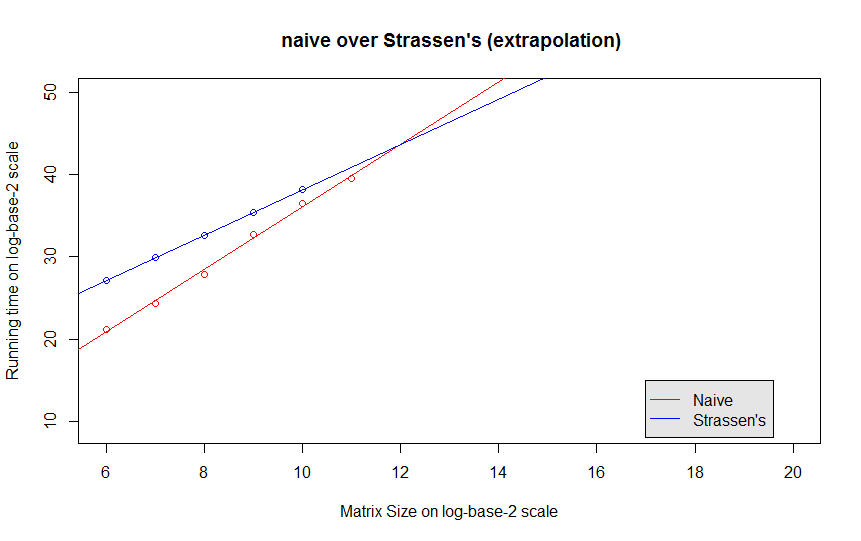 naive over Strassen's (extrapolation)
Running time on log-base-2 scale
50
40
30
20
10
Naive
Strassen's
6 8 10 12 14 16 18 20
Matrix Size on log-base-2 scale